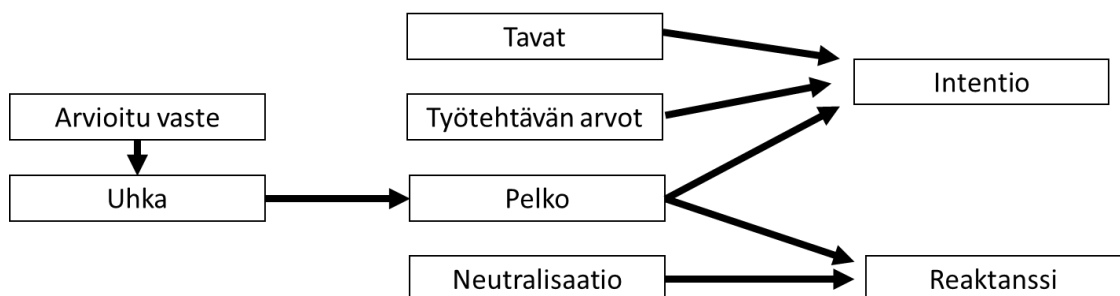 Tavat
Intentio
Arvioitu vaste
Työtehtävän arvot
Uhka
Pelko
Neutralisaatio
Reaktanssi